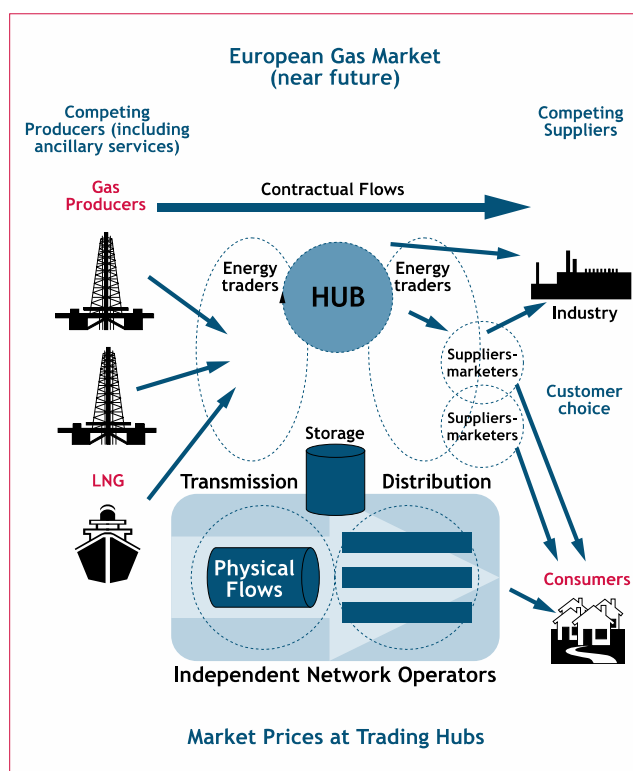 European Gas Market
(near future)
Competing
Producers (including
ancillary services)
Competing
Suppliers
Gas
Producers
Contractual Flows
Energy
traders
HUB
Energy
traders
Industry
Suppliers-
marketers
Customer
choice
Suppliers-
marketers
Storage
LNG
Transmission
Distribution
Physical
Flows
Consumers
Independent Network Operators
Market Prices at Trading Hubs